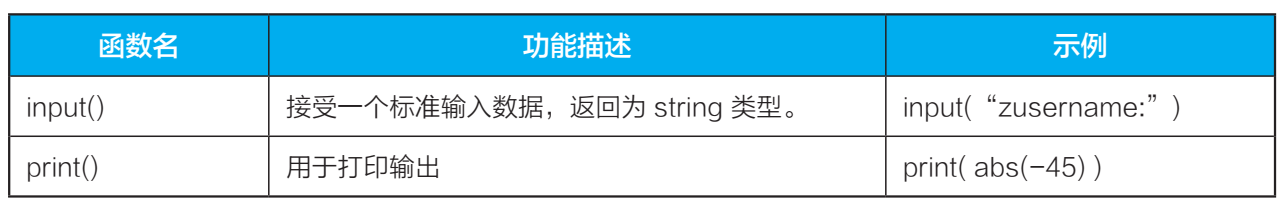 函数名 功能描述 示例
input() 接受一个标准输入数据，返回为 string 类型。 input( “zusername:” )
print() 用于打印输出 print( abs(−45) )